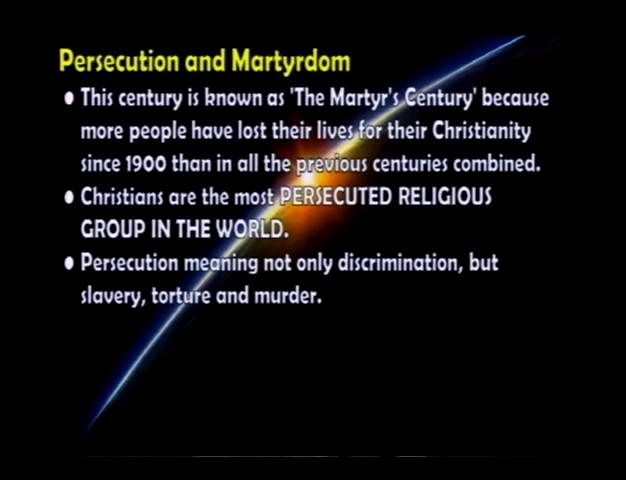 Persecution and Martyrdom
• This century is known as 'The Martyr's Century' because
more people have lost their lives for their Christianity
since 1900 than in all the previous centuries combined.
• Christians are the most PERSECUTED RELIGIOUS
GROUP IN THE WORLD.
• Persecution meaning not only discrimination, but
slavery, torture and murder.